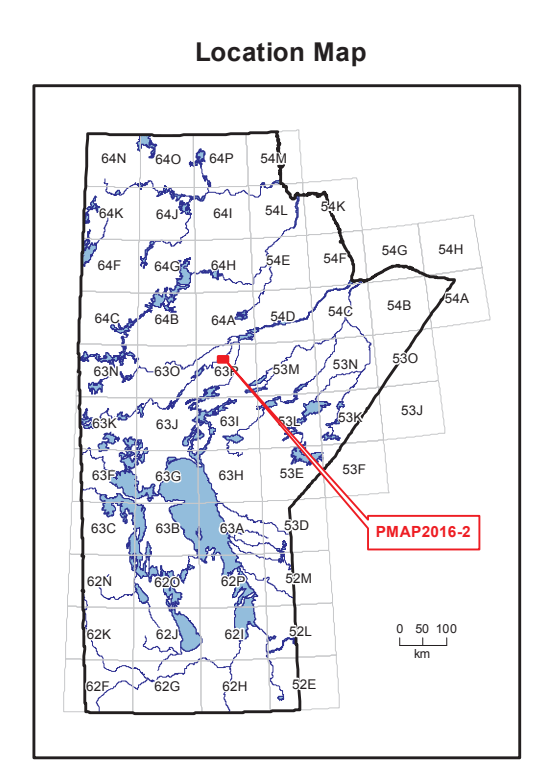 Location Map
64N 64O 64P 54M
64K 64J 64I 54L 54K
64F 64G 64H 54E 54F 54G 54H
64C 64B 64A 54D 54C 54B 54A
63N 63O 63P 53M 53N 53O
63K 63J 63I 53L 53K 53J
63F 63G 63H 53E 53F
63C 63B 63A 53D
PMAP2016-2
62N 62O 62P 52M
62K 62J 62I 52L
0 50 100
km
62F 62G 62H 52E